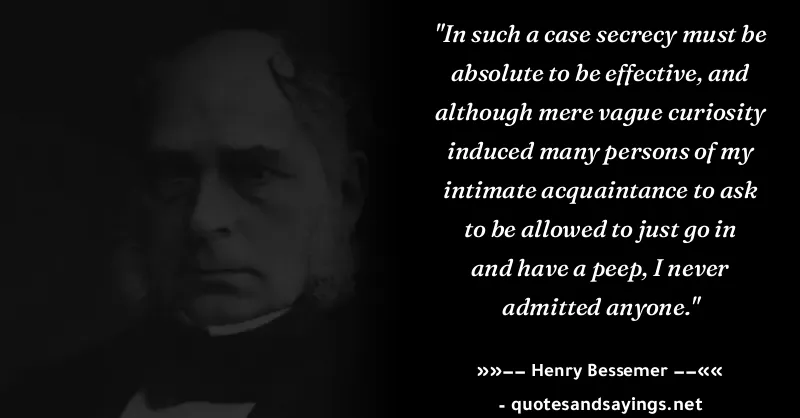 "In such a case secrecy must be
absolute to be effective, and
although mere vague curiosity
induced many persons of my
intimate acquaintance to ask
to be allowed to just go in
and have a peep, I never
admitted anyone."
»»–– Henry Bessemer ––««
- quotesandsayings.net